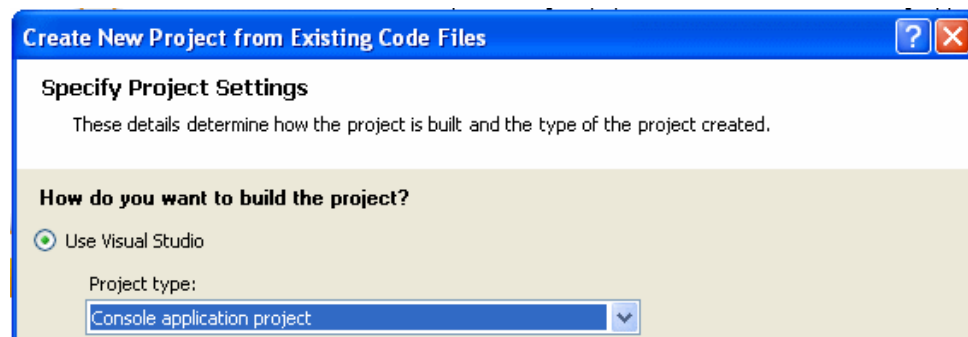 Create New Project from Existing Code Files
Specify Project Settings
These details determine how the project is built and the type of the project created.
How do you want to build the project?
Use Visual Studio
Project type:
Console application project